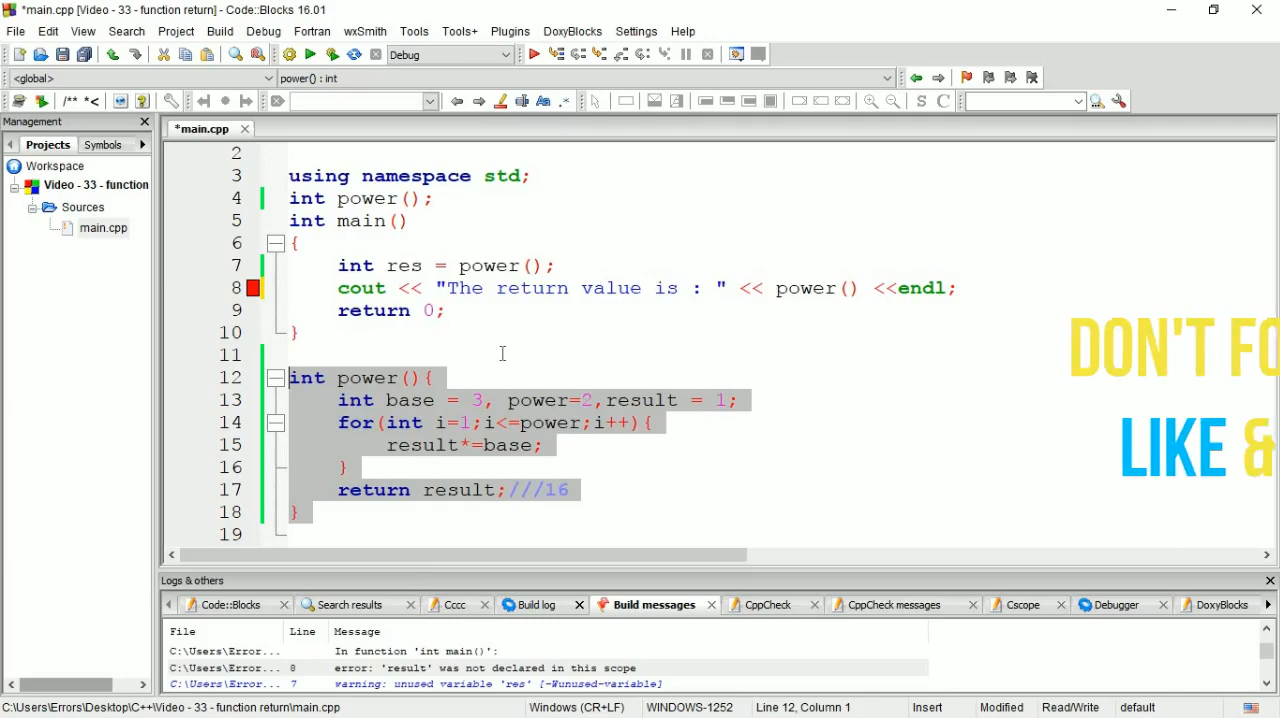 *main.cpp [Video - 33 - function return] - Code::Blocks 16.01
File Edit View Search Project Build Debug Fortran wxSmith Tools Tools+ Plugins DoxyBlocks Settings Help
Debug
<global> power() : int
/** *< Aa .* S C
Management
*main.cpp
Projects Symbols
Workspace
Video - 33 - function
Sources
main.cpp
2
3 using namespace std;
4 int power();
5 int main()
6 {
7 int res = power();
8 cout << "The return value is : " << power() <<endl;
9 return 0;
10 }
11
12 int power(){
13 int base = 3, power=2,result = 1;
14 for(int i=1;i<=power;i++){
15 result*=base;
16 }
17 return result;///16
18 }
19
DON'T FO
LIKE &
Logs & others
Code::Blocks Search results Cccc Build log Build messages CppCheck CppCheck messages Cscope Debugger DoxyBlocks
File Line Message
C:\Users\Error... In function 'int main()':
C:\Users\Error... 8 error: 'result' was not declared in this scope
C:\Users\Error... 7 warning: unused variable 'res' [-Wunused-variable]
C:\Users\Errors\Desktop\C++\Video - 33 - function return\main.cpp Windows (CR+LF) WINDOWS-1252 Line 12, Column 1 Insert Modified Read/Write default